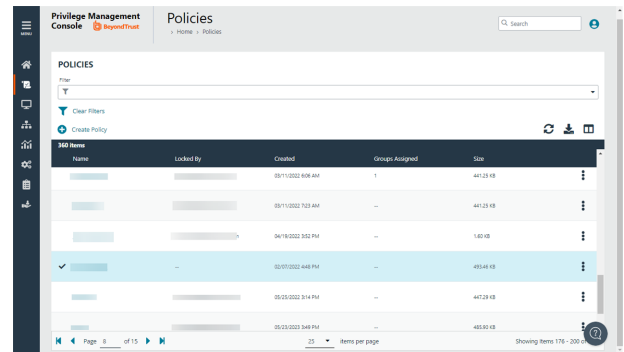 Privilege Management
Console BeyondTrust
MENU
Policies
> Home > Policies
Search
POLICIES
Filter
Clear Filters
Create Policy
360 items
Name Locked By Created Groups Assigned Size
03/11/2022 6:06 AM 1 441.25 KB
03/11/2022 7:23 AM -- 441.25 KB
04/19/2022 3:52 PM -- 1.80 KB
-- 02/07/2022 4:48 PM -- 493.46 KB
05/25/2022 3:14 PM -- 447.29 KB
05/23/2023 3:49 PM -- 485.90 KB
Page 8 of 15 25 items per page Showing items 176 - 200 of